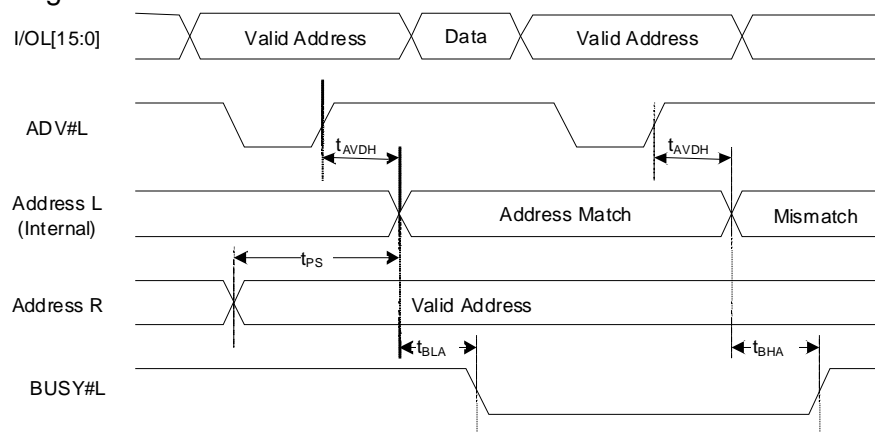 I/OL[15:0]
Valid Address
Data
Valid Address
ADV#L
tAVDH
tAVDH
Address L
(Internal)
Address Match
Mismatch
tPS
Address R
Valid Address
tBLA
tBHA
BUSY#L